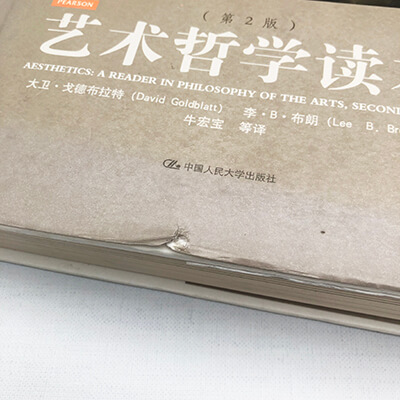 PEARSON
(第2版)
艺术哲学读
AESTHETICS: A READER IN PHILOSOPHY OF THE ARTS, SECON
大卫·戈德布拉特 (David Goldblatt) 李·B·布朗 (Lee B. Br
牛宏宝 等译
中国人民大学出版社